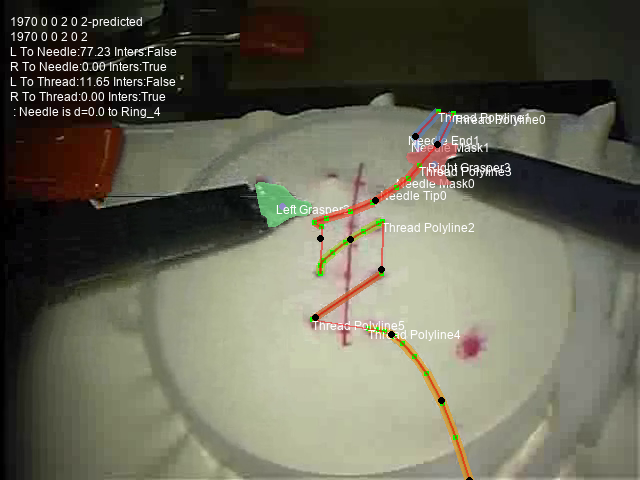 1970 0 0 2 0 2-predicted
1970 0 0 2 0 2
L To Needle:77.23 Inters:False
R To Needle:0.00 Inters:True
L To Thread:11.65 Inters:False
R To Thread:0.00 Inters:True
: Needle is d=0.0 to Ring_4
Thread Polyline1
Thread Polyline0
Needle End1
Needle Mask1
Right Grasper3
Thread Polyline3
Needle Mask0
Needle Tip0
Left Grasper2
Thread Polyline2
Thread Polyline5
Thread Polyline4